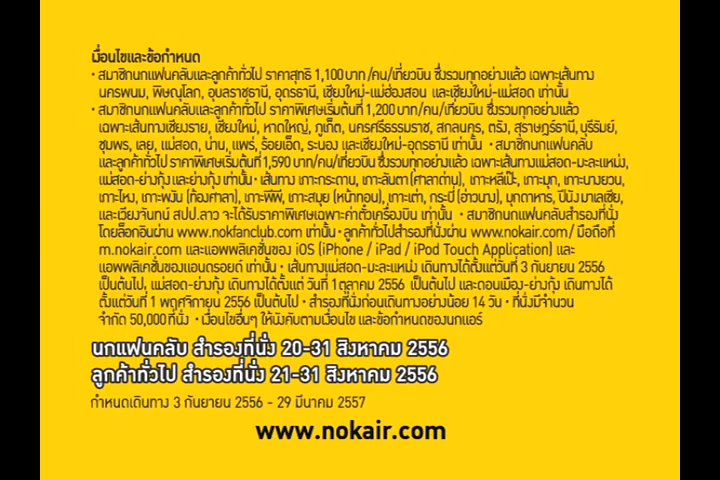 เงื่อนไขและข้อกำหนด
• สมาชิกนกแฟนคลับและลูกค้าทั่วไป ราคาสุทธิ 1,100 บาท /คน/เที่ยวบิน ซึ่งรวมทุกอย่างแล้ว เฉพาะเส้นทาง
นครพนม, พิษณุโลก, อุบลราชธานี, อุดรธานี, เชียงใหม่-แม่ฮ่องสอน และเชียงใหม่-แม่สอด เท่านั้น
• สมาชิกนกแฟนคลับและลูกค้าทั่วไป ราคาพิเศษเริ่มต้นที่ 1,200 บาท/คน/เที่ยวบิน ซึ่งรวมทุกอย่างแล้ว
เฉพาะเส้นทางเชียงราย, เชียงใหม่, หาดใหญ่, ภูเก็ต, นครศรีธรรมราช, สกลนคร, ตรัง, สุราษฎร์ธานี, บุรีรัมย์,
ชุมพร, เลย, แม่สอด, น่าน, แพร่, ร้อยเอ็ด, ระนอง และเชียงใหม่-อุดรธานี เท่านั้น • สมาชิกนกแฟนคลับ
และลูกค้าทั่วไป ราคาพิเศษเริ่มต้นที่ 1,590 บาท/คน/เที่ยวบิน ซึ่งรวมทุกอย่างแล้ว เฉพาะเส้นทางแม่สอด-มะละแหม่ง,
แม่สอด-ย่างกุ้ง และย่างกุ้ง เท่านั้น • เส้นทาง เกาะกระดาน, เกาะลันตา (ศาลาด่าน), เกาะหลีเป๊ะ, เกาะมุก, เกาะนางยวน,
เกาะไหง, เกาะพงัน (ท้องศาลา), เกาะพีพี, เกาะสมุย (หน้าทอน), เกาะเต่า, กระบี่ (อ่าวนาง), มุกดาหาร, ปีนัง มาเลเซีย,
และเวียงจันทน์ สปป.ลาว จะได้รับราคาพิเศษเฉพาะค่าตั๋วเครื่องบิน เท่านั้น • สมาชิกนกแฟนคลับสำรองที่นั่ง
โดยล็อกอินผ่าน www.nokfanclub.com เท่านั้น • ลูกค้าทั่วไปสำรองที่นั่งผ่าน www.nokair.com/ มือถือที่
m.nokair.com และแอพพลิเคชั่นของ iOS (iPhone / iPad / iPod Touch Application) และ
แอพพลิเคชั่นของแอนดรอยด์ เท่านั้น • เส้นทางแม่สอด-มะละแหม่ง เดินทางได้ตั้งแต่วันที่ 3 กันยายน 2556
เป็นต้นไป, แม่สอด-ย่างกุ้ง เดินทางได้ตั้งแต่ วันที่ 1 ตุลาคม 2556 เป็นต้นไป และดอนเมือง-ย่างกุ้ง เดินทางได้
ตั้งแต่วันที่ 1 พฤศจิกายน 2556 เป็นต้นไป • สำรองที่นั่งก่อนเดินทางอย่างน้อย 14 วัน • ที่นั่งมีจำนวน
จำกัด 50,000 ที่นั่ง • เงื่อนไขอื่นๆ ให้บังคับตามเงื่อนไข และข้อกำหนดของนกแอร์
นกแฟนคลับ สำรองที่นั่ง 20-31 สิงหาคม 2556
ลูกค้าทั่วไป สำรองที่นั่ง 21-31 สิงหาคม 2556
กำหนดเดินทาง 3 กันยายน 2556 - 29 มีนาคม 2557
www.nokair.com